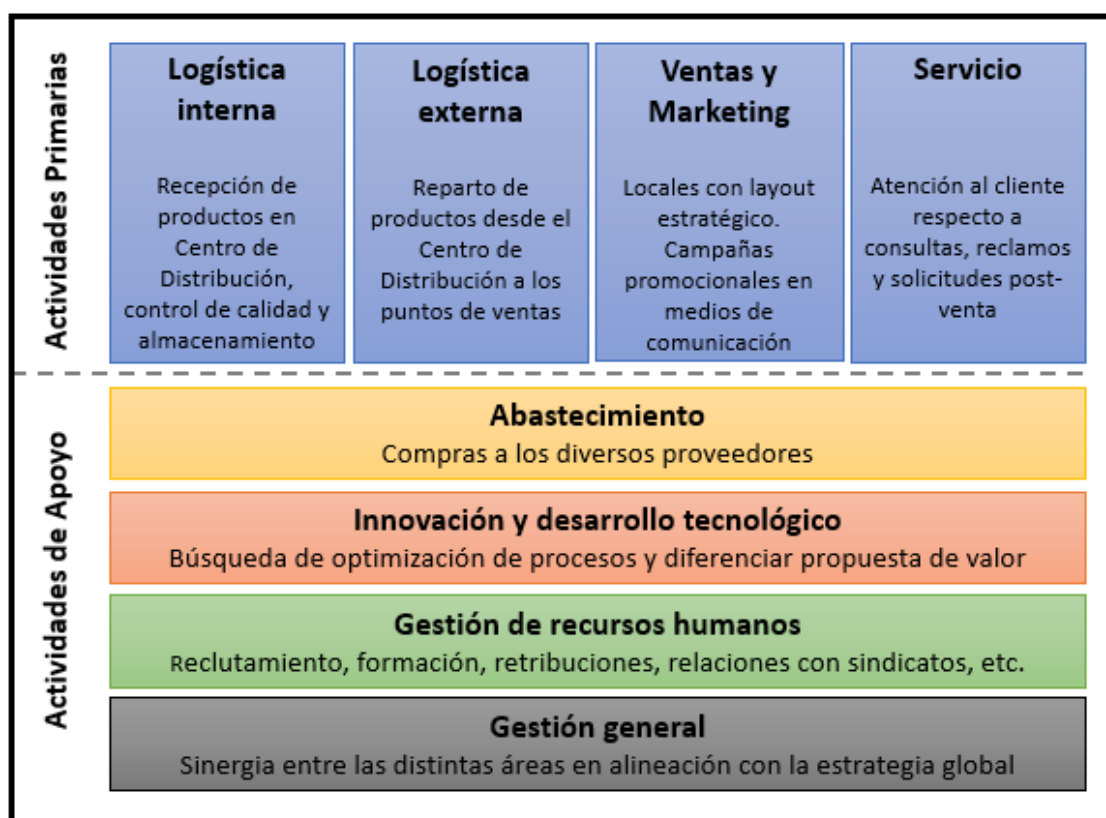 Actividades Primarias
Logística
interna
Recepción de
productos en
Centro de
Distribución,
control de calidad y
almacenamiento
Logística
externa
Reparto de
productos desde el
Centro de
Distribución a los
puntos de ventas
Ventas y
Marketing
Locales con layout
estratégico.
Campañas
promocionales en
medios de
comunicación
Servicio
Atención al cliente
respecto a
consultas, reclamos
y solicitudes post-
venta
Actividades de Apoyo
Abastecimiento
Compras a los diversos proveedores
Innovación y desarrollo tecnológico
Búsqueda de optimización de procesos y diferenciar propuesta de valor
Gestión de recursos humanos
Reclutamiento, formación, retribuciones, relaciones con sindicatos, etc.
Gestión general
Sinergia entre las distintas áreas en alineación con la estrategia global